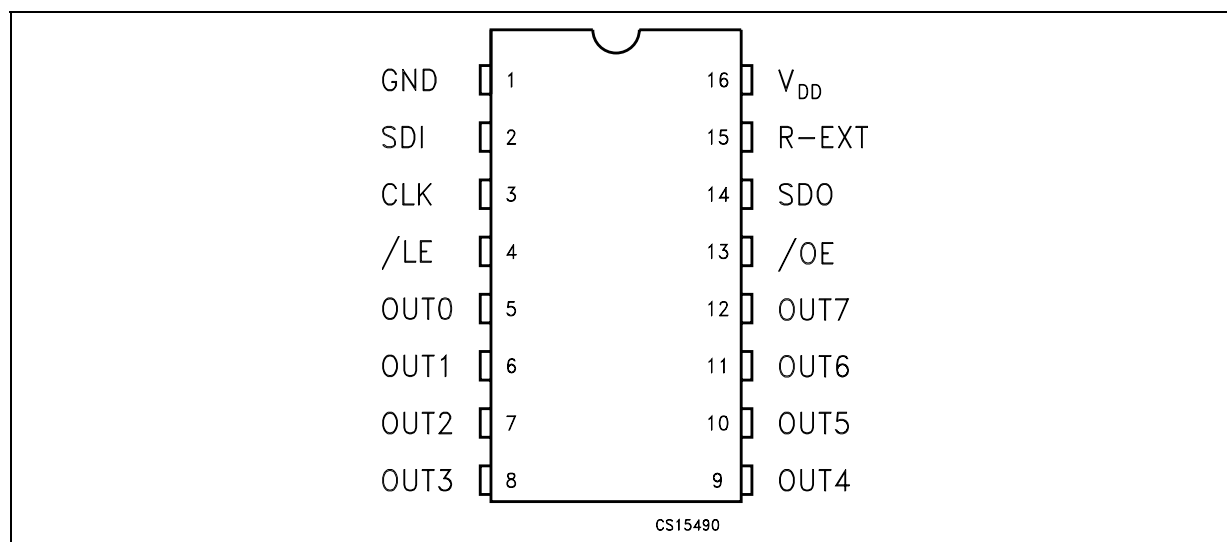 GND 1 16 V_DD
SDI 2 15 R-EXT
CLK 3 14 SDO
/LE 4 13 /OE
OUT0 5 12 OUT7
OUT1 6 11 OUT6
OUT2 7 10 OUT5
OUT3 8 9 OUT4
CS15490